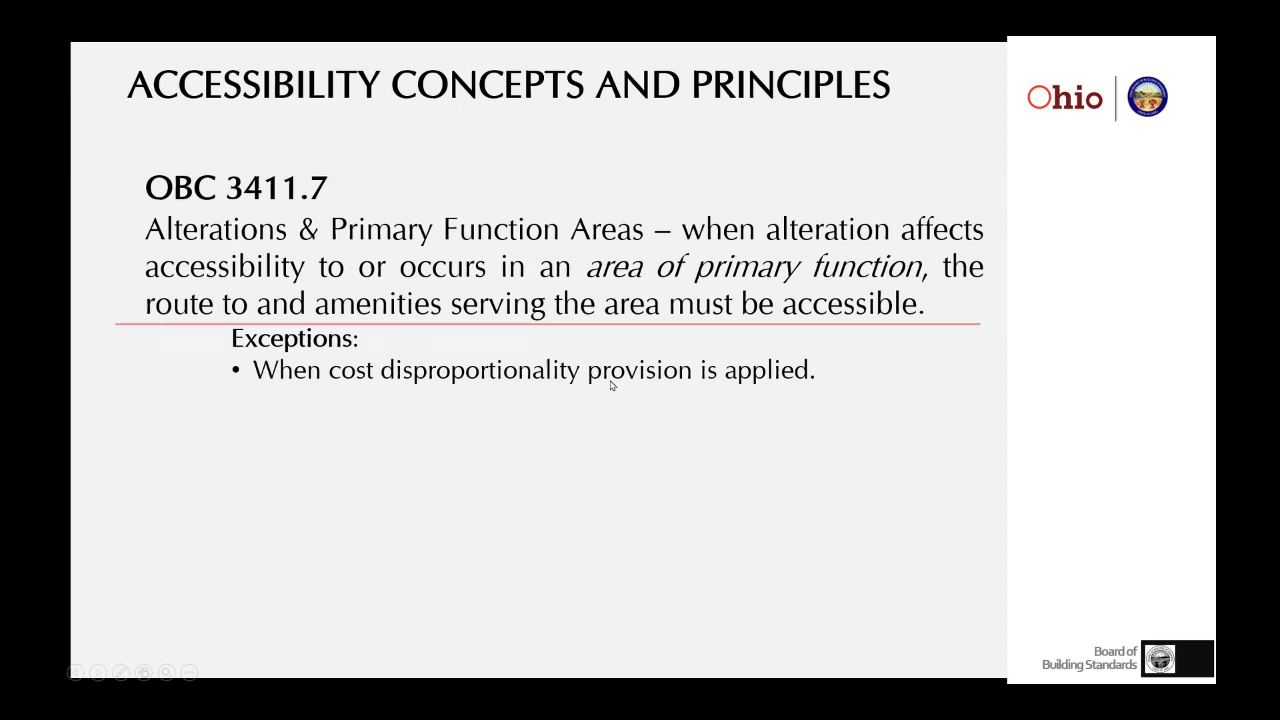 ACCESSIBILITY CONCEPTS AND PRINCIPLES
Ohio
OBC 3411.7
Alterations & Primary Function Areas – when alteration affects
accessibility to or occurs in an area of primary function, the
route to and amenities serving the area must be accessible.
Exceptions:
• When cost disproportionality provision is applied.
Board of
Building Standards